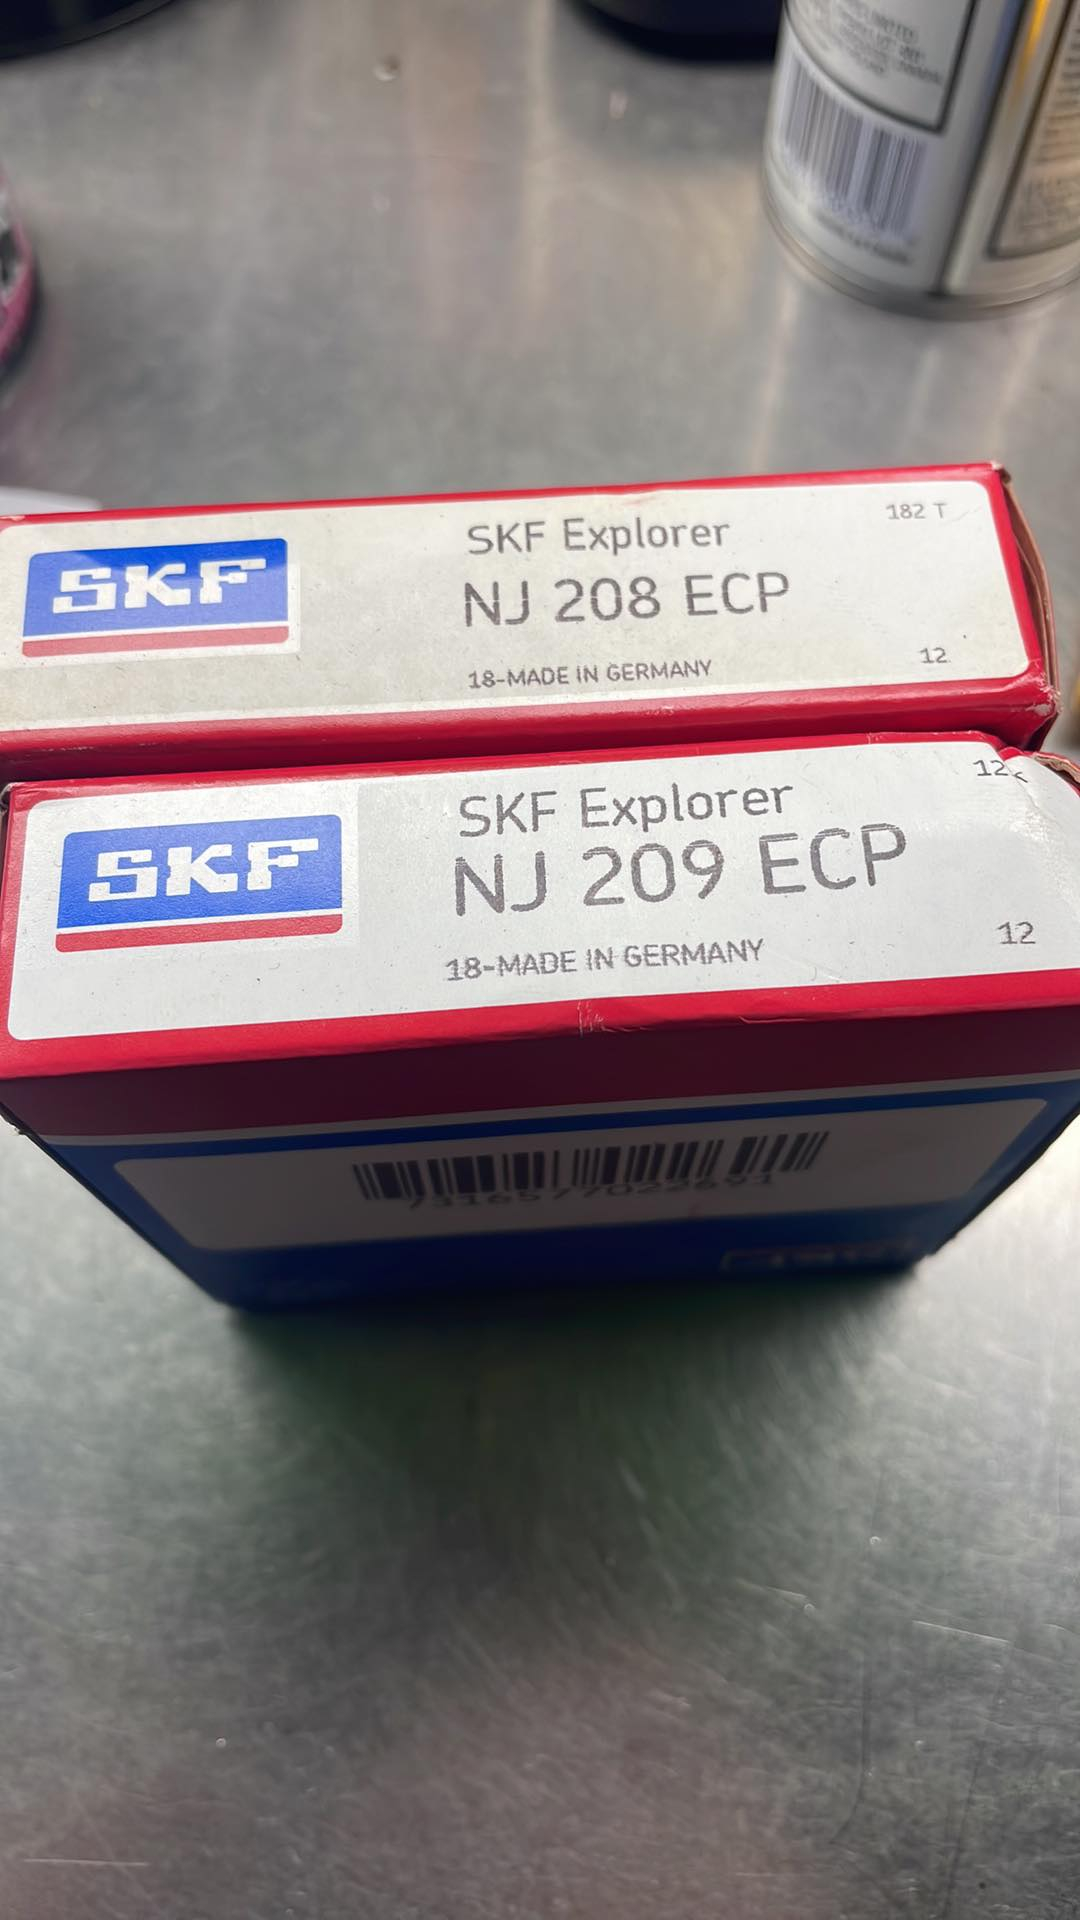 SKF
SKF Explorer
182 T
NJ 208 ECP
18-MADE IN GERMANY
12
SKF
SKF Explorer
NJ 209 ECP
18-MADE IN GERMANY
12